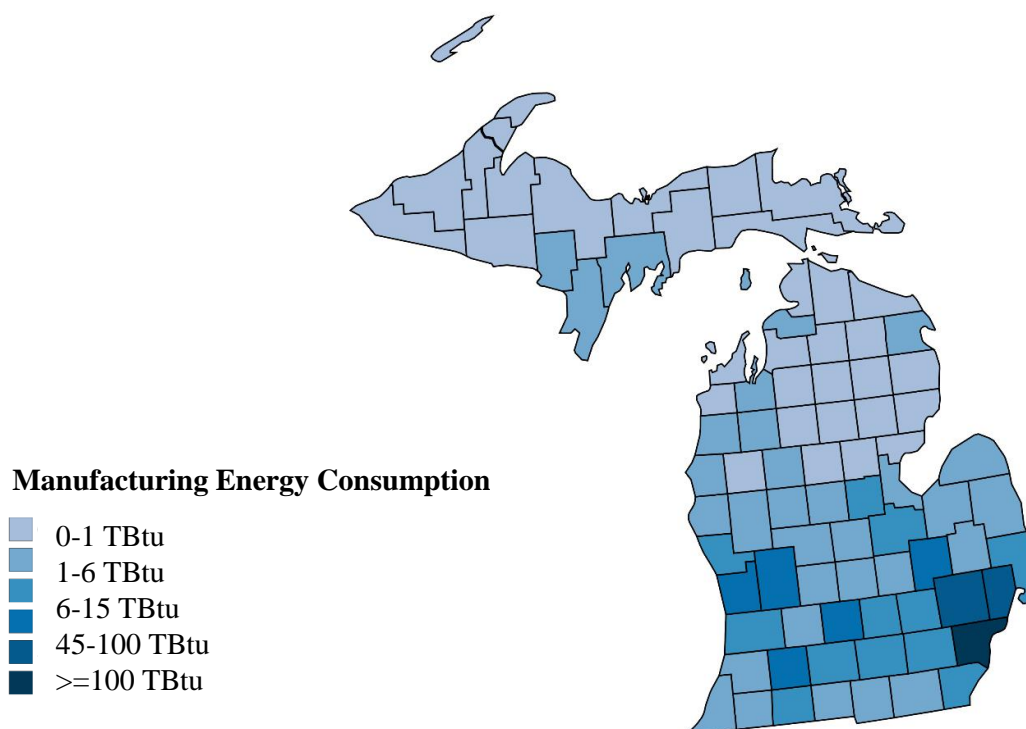 Manufacturing Energy Consumption
0-1 TBtu
1-6 TBtu
6-15 TBtu
45-100 TBtu
>=100 TBtu